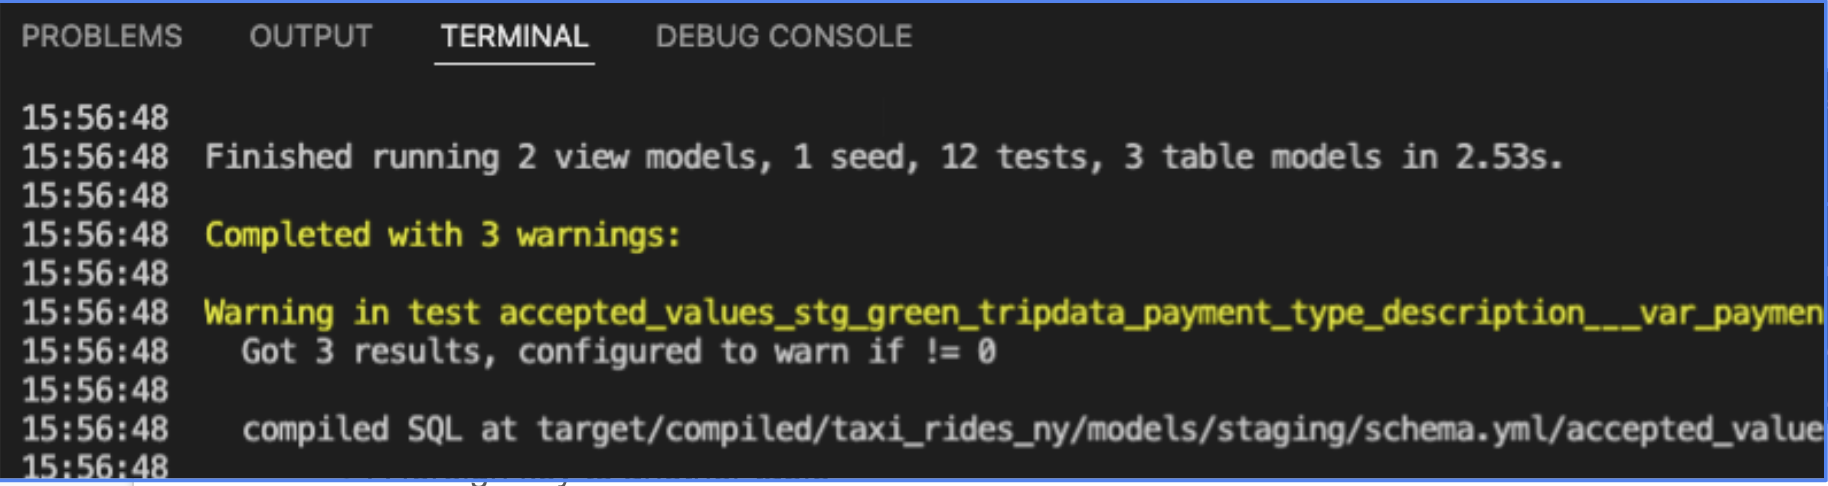 PROBLEMS OUTPUT TERMINAL DEBUG CONSOLE
15:56:48
15:56:48 Finished running 2 view models, 1 seed, 12 tests, 3 table models in 2.53s.
15:56:48
15:56:48 Completed with 3 warnings:
15:56:48
15:56:48 Warning in test accepted_values_stg_green_tripdata_payment_type_description___var_paymen
15:56:48 Got 3 results, configured to warn if != 0
15:56:48
15:56:48 compiled SQL at target/compiled/taxi_rides_ny/models/staging/schema.yml/accepted_value
15:56:48